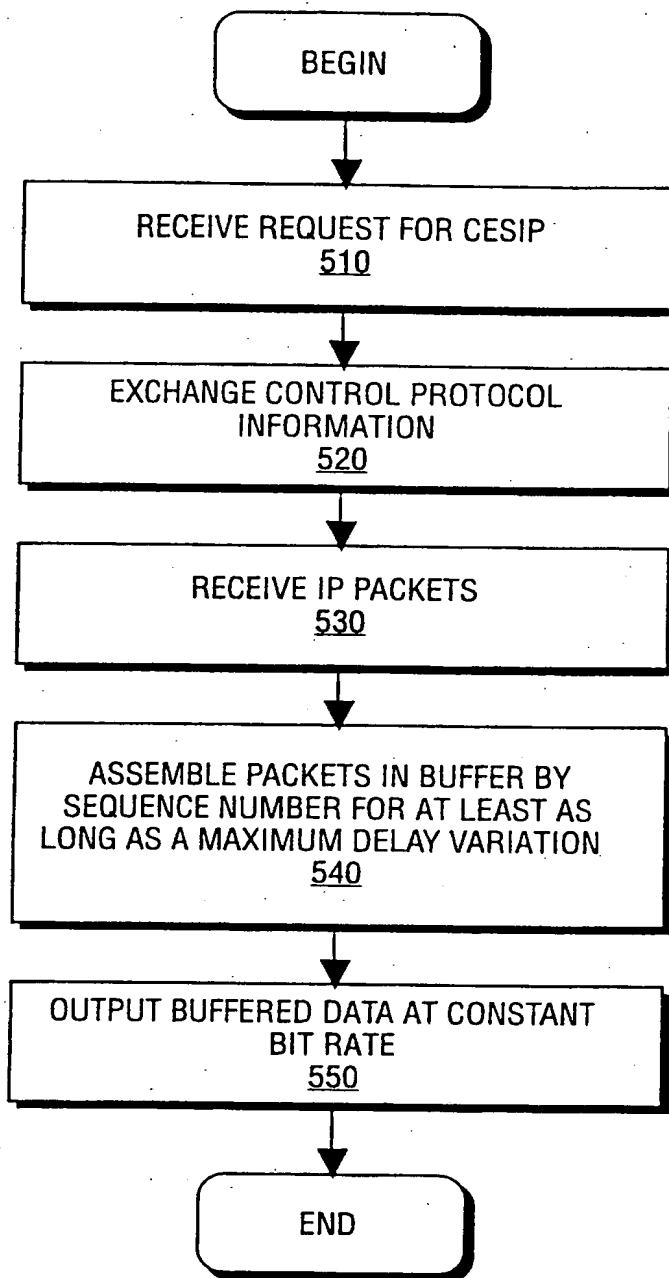 BEGIN
RECEIVE REQUEST FOR CESIP
510
EXCHANGE CONTROL PROTOCOL
INFORMATION
520
RECEIVE IP PACKETS
530
ASSEMBLE PACKETS IN BUFFER BY
SEQUENCE NUMBER FOR AT LEAST AS
LONG AS A MAXIMUM DELAY VARIATION
540
OUTPUT BUFFERED DATA AT CONSTANT
BIT RATE
550
END